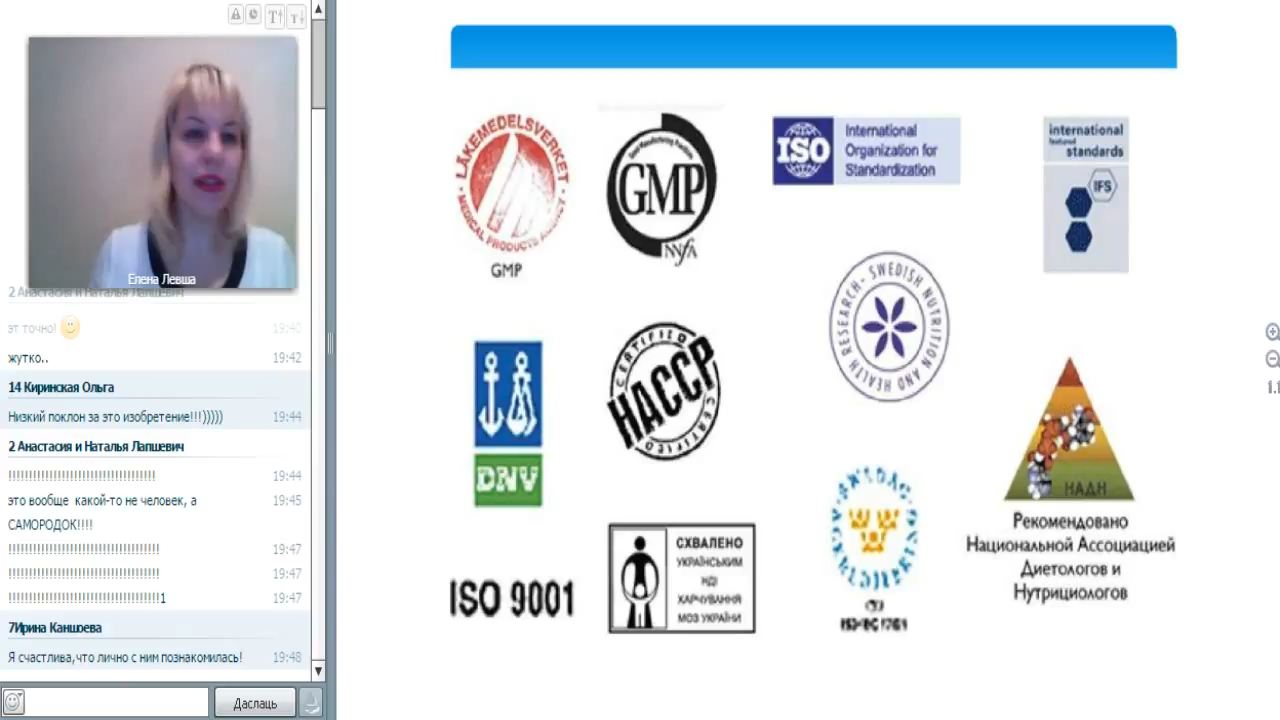 Елена Левша
2 Анастасия и Наталья Лапшевич
эт точно! 19:40
жутко.. 19:42
14 Киринская Ольга
Низкий поклон за это изобретение!!!))))) 19:44
2 Анастасия и Наталья Лапшевич
!!!!!!!!!!!!!!!!!!!!!!!!!!!!!!!!!!! 19:44
это вообще какой-то не человек, а 19:45
САМОРОДОК!!!!
!!!!!!!!!!!!!!!!!!!!!!!!!!!!!!!!!!!! 19:47
!!!!!!!!!!!!!!!!!!!!!!!!!!!!!!!!!!!! 19:47
!!!!!!!!!!!!!!!!!!!!!!!!!!!!!!!!!!!!1 19:47
7Ирина Каншоева
Я счастлива,что лично с ним познакомилась! 19:48
Даслаць
LÄKEMEDELSVERKET
MEDICAL PRODUCTS AGENCY
GMP
GMP
ISO
International
Organization for
Standardization
international
featured
standards
IFS
DNV
CERTIFIED
HACCP
CERTIFIED
SWEDISH NUTRITION
AND HEALTH RESEARCH
НАДН
Рекомендовано
Национальной Ассоциацией
Диетологов и
Нутрициологов
ISO 9001
СХВАЛЕНО
УКРАЇНСЬКИМ
НДІ
ХАРЧУВАННЯ
МОЗ УКРАЇНИ